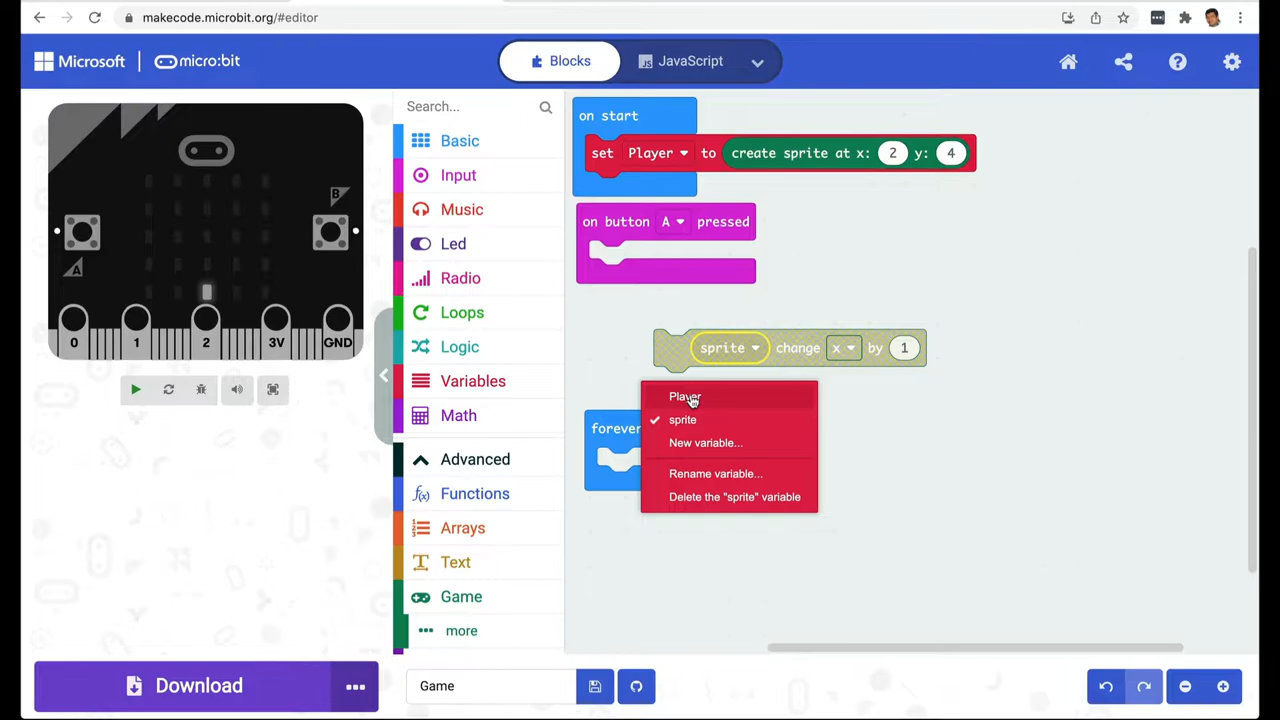 makecode.microbit.org/#editor
Microsoft
micro:bit
Blocks
JavaScript
A
B
0
1
2
3V
GND
Search...
Basic
Input
Music
Led
Radio
Loops
Logic
Variables
Math
Advanced
Functions
Arrays
Text
Game
more
on start
set Player to create sprite at x: 2 y: 4
on button A pressed
sprite change x by 1
forever
Player
sprite
New variable...
Rename variable...
Delete the "sprite" variable
Download
Game